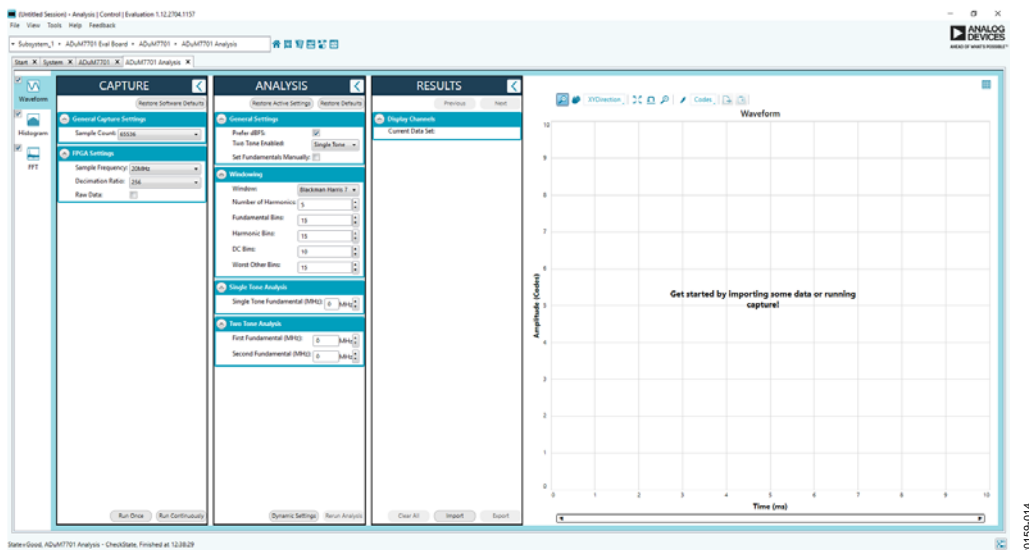 (Untitled Session) - Analysis | Control | Evaluation 1.12.2704.1157
File View Tools Help Feedback
Subsystem_1 • ADuM7701 Eval Board • ADuM7701 • ADuM7701 Analysis
ANALOG DEVICES
AHEAD OF WHAT'S POSSIBLE™
Start X System X ADuM7701 X ADuM7701 Analysis X
Waveform
Histogram
FFT
CAPTURE
Restore Software Defaults
General Capture Settings
Sample Count: 65536
FPGA Settings
Sample Frequency: 20MHz
Decimation Ratio: 256
Raw Data:
Run Once Run Continuously
ANALYSIS
Restore Active Settings Restore Defaults
General Settings
Prefer dBFS:
Two Tone Enabled: Single Tone
Set Fundamentals Manually:
Windowing
Window: Blackman Harris 7
Number of Harmonics: 5
Fundamental Bins: 15
Harmonic Bins: 15
DC Bins: 10
Worst Other Bins: 15
Single Tone Analysis
Single Tone Fundamental (MHz): 0 MHz
Two Tone Analysis
First Fundamental (MHz): 0 MHz
Second Fundamental (MHz): 0 MHz
Dynamic Settings Rerun Analysis
RESULTS
Previous Next
Display Channels
Current Data Set:
Clear All Import Export
XYDirection Codes
Waveform
Amplitude (Codes)
10
9
8
7
6
5
4
3
2
1
0
Get started by importing some data or running
capture!
0 1 2 3 4 5 6 7 8 9 10
Time (ms)
State=Good, ADuM7701 Analysis - CheckState, Finished at 12:38:29
0159-014